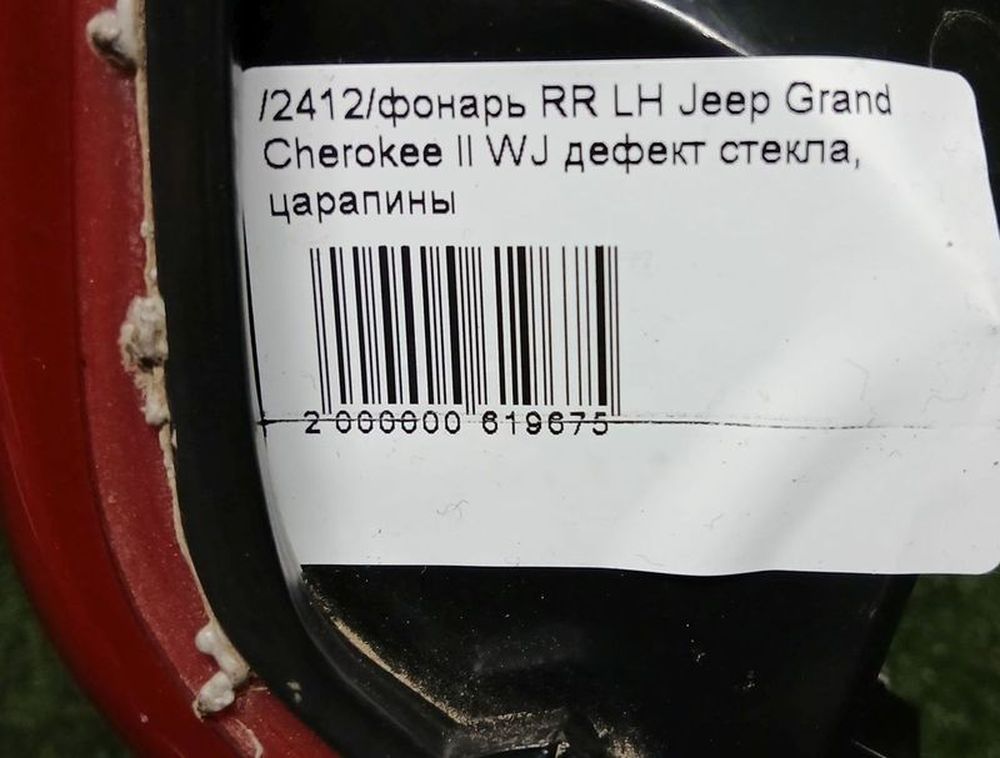 /2412/фонарь RR LH Jeep Grand
Cherokee II WJ дефект стекла,
царапины
2 000000 619675